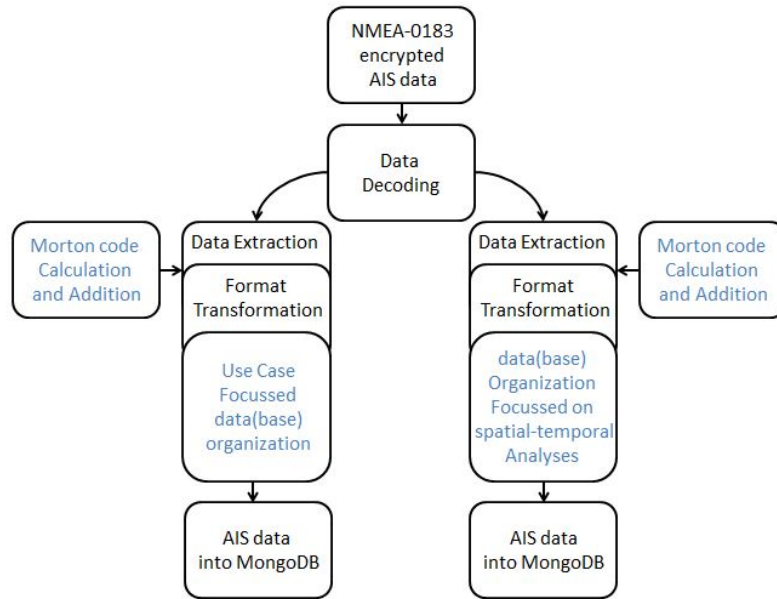 NMEA-0183
encrypted
AIS data
Data
Decoding
Morton code
Calculation
and Addition
Data Extraction
Format
Transformation
Use Case
Focussed
data(base)
organization
AIS data
into MongoDB
Data Extraction
Format
Transformation
data(base)
Organization
Focussed on
spatial-temporal
Analyses
AIS data
into MongoDB
Morton code
Calculation
and Addition